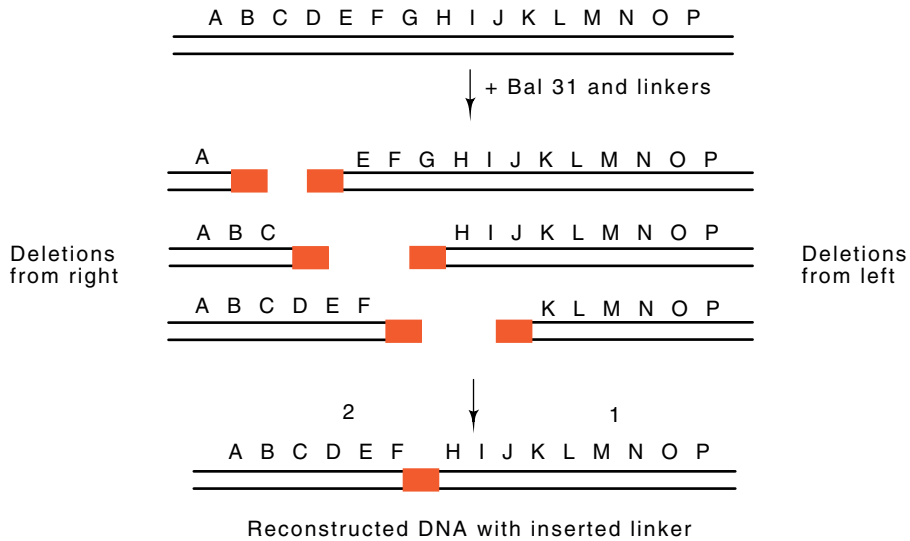 A B C D E F G H I J K L M N O P
+ Bal 31 and linkers
A
E F G H I J K L M N O P
A B C
H I J K L M N O P
Deletions
from right
Deletions
from left
A B C D E F
K L M N O P
2
1
A B C D E F H I J K L M N O P
Reconstructed DNA with inserted linker